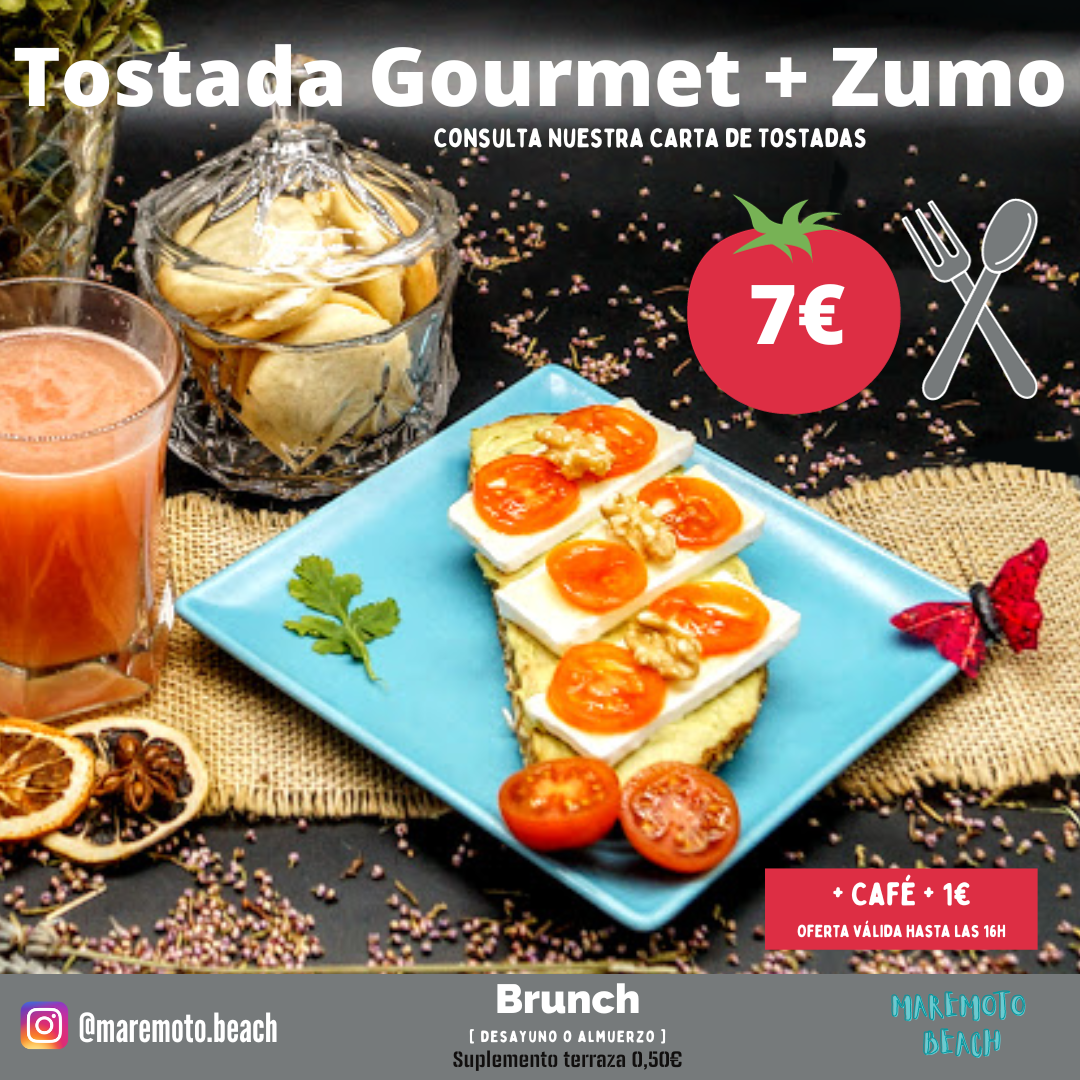 Tostada Gourmet + Zumo
CONSULTA NUESTRA CARTA DE TOSTADAS
7€
+ CAFÉ + 1€
OFERTA VÁLIDA HASTA LAS 16H
@maremoto.beach
Brunch
[ DESAYUNO O ALMUERZO ]
Suplemento terraza 0,50€
MAREMOTO
BEACH